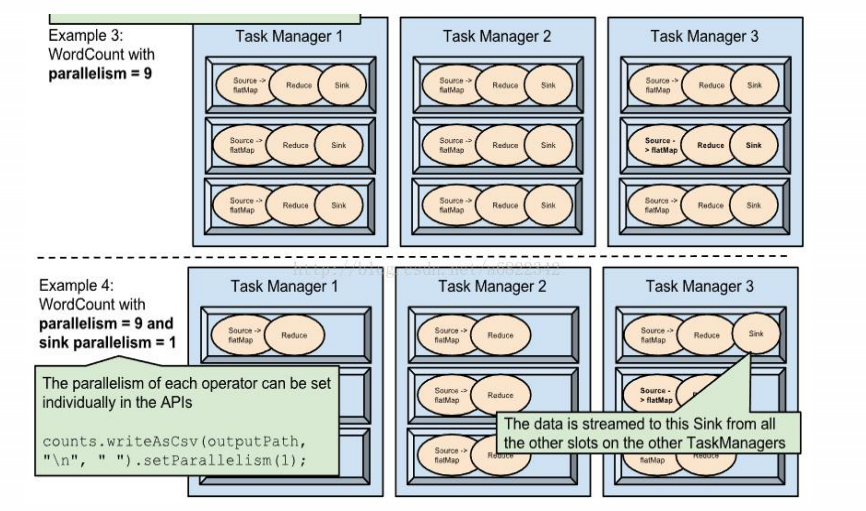 Example 3:
WordCount with
parallelism = 9
Task Manager 1
Source ->
flatMap
Reduce
Sink
Source ->
flatMap
Reduce
Sink
Source ->
flatMap
Reduce
Sink
Task Manager 2
Source ->
flatMap
Reduce
Sink
Source ->
flatMap
Reduce
Sink
Source ->
flatMap
Reduce
Sink
Task Manager 3
Source ->
flatMap
Reduce
Sink
Source -
> flatMap
Reduce
Sink
Source ->
flatMap
Reduce
Sink
Example 4:
WordCount with
parallelism = 9 and
sink parallelism = 1
The parallelism of each operator can be set
individually in the APIs
counts.writeAsCsv(outputPath,
"\n", " ").setParallelism(1);
Task Manager 1
Source ->
flatMap
Reduce
Task Manager 2
Source ->
flatMap
Reduce
Source ->
flatMap
Reduce
Source ->
flatMap
Reduce
Task Manager 3
Source ->
flatMap
Reduce
Sink
Source -
> flatMap
flatMap
Reduce
The data is streamed to this Sink from all
the other slots on the other TaskManagers